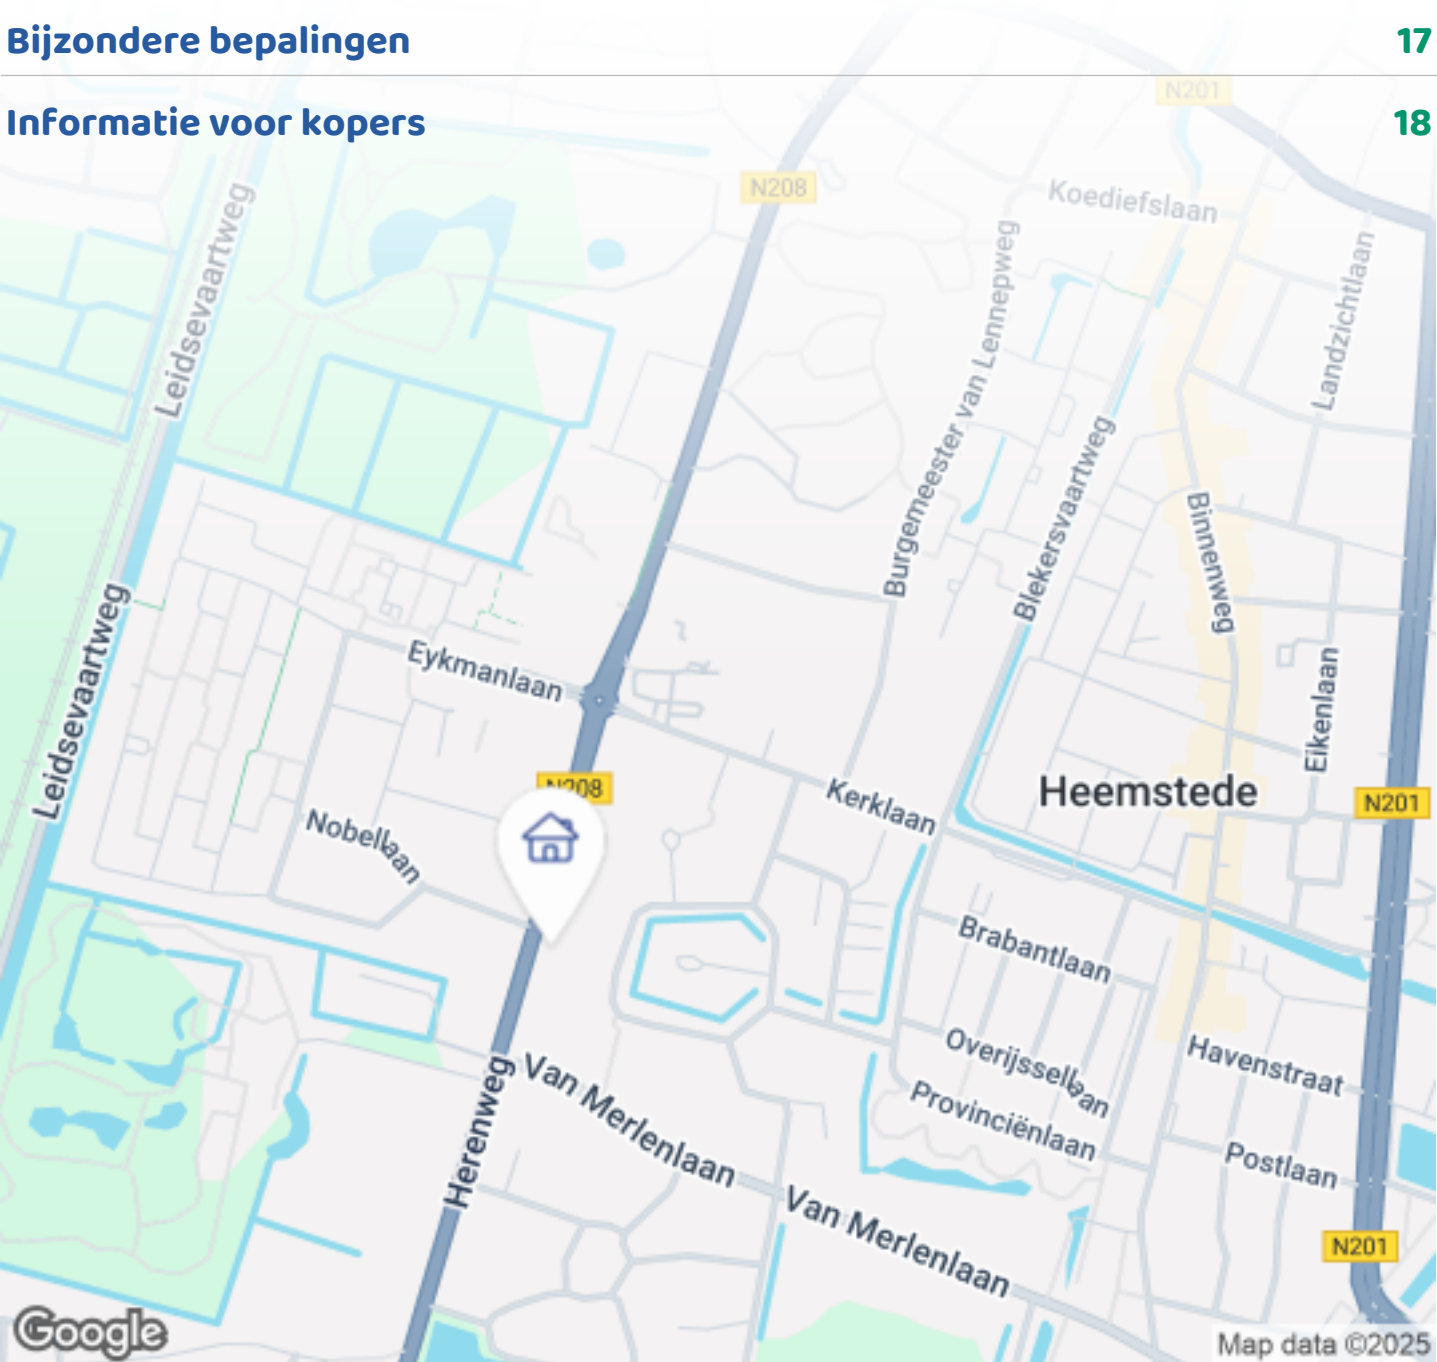 Bijzondere bepalingen 17
Informatie voor kopers 18
N201
N208
Koediefslaan
Leidsevaartweg
Burgemeester van Lennepweg
Landzichtlaan
Blekersvaartweg
Binnenweg
Leidsevaartweg
Eykmanlaan
Eikenlaan
N208
Kerklaan
Heemstede
N201
Nobellaan
Brabantlaan
Overijssellaan
Havenstraat
Provinciënlaan
Van Merlenlaan
Herenweg
Postlaan
Van Merlenlaan
N201
Google
Map data ©2025